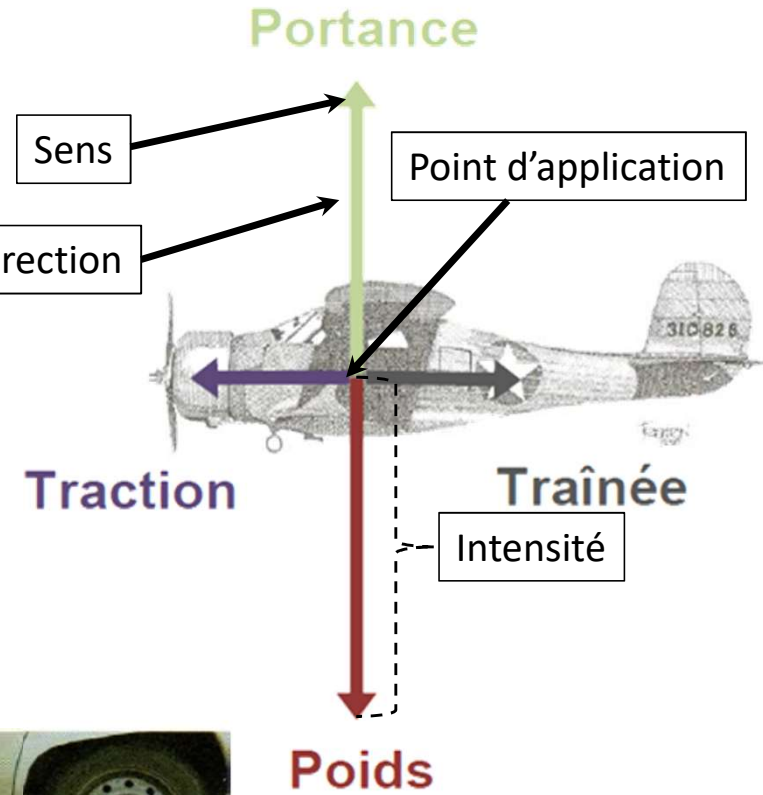 Portance
Sens
Point d’application
rection
31C826
Traction
Traînée
Intensité
Poids